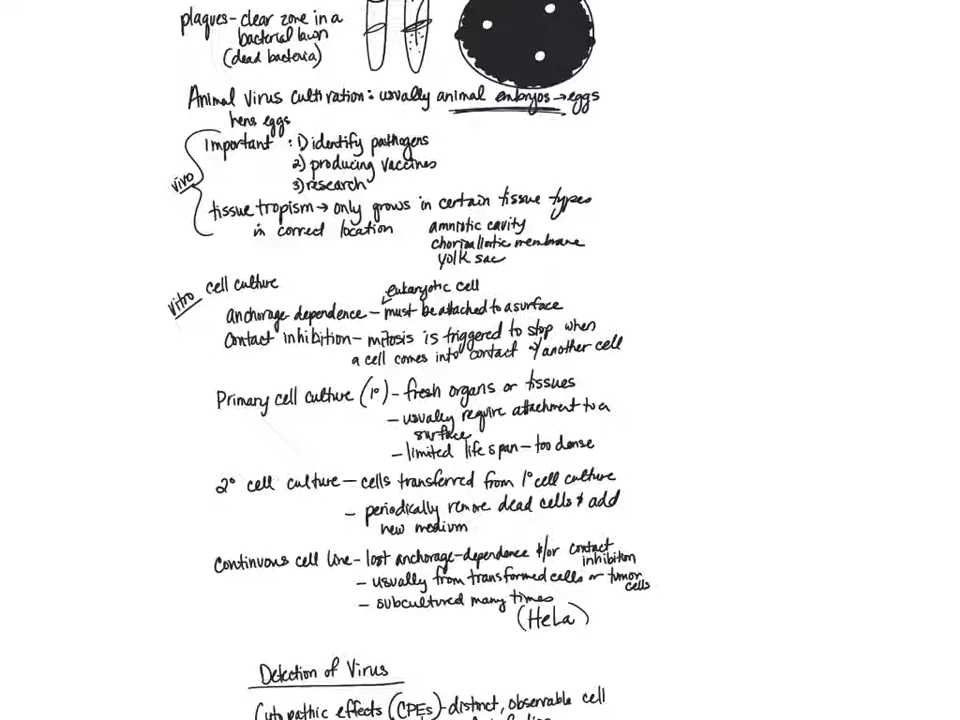 plaques - clear zone in a
bacterial lawn
(dead bacteria)
Animal virus cultivation: usually animal embryos → eggs
hens eggs
vivo
important : 1) identify pathogens
2) producing vaccines
3) research
tissue tropism → only grows in certain tissue types
in correct location
amniotic cavity
chorioallotic membrane
yolk sac
vitro cell culture
eukaryotic cell
anchorage dependence - must be attached to a surface
contact inhibition - mitosis is triggered to stop when
a cell comes into contact w/ another cell
Primary cell culture (1°) - fresh organs or tissues
- usually require attachment to a
surface
- limited life span - too dense
2° cell culture - cells transferred from 1° cell culture
- periodically remove dead cells & add
new medium
continuous cell line - lost anchorage-dependence &/or contact
inhibition
- usually from transformed cells or tumor
cells
- subcultured many times
(HeLa)
Detection of Virus
Cytopathic effects (CPEs) - distinct, observable cell